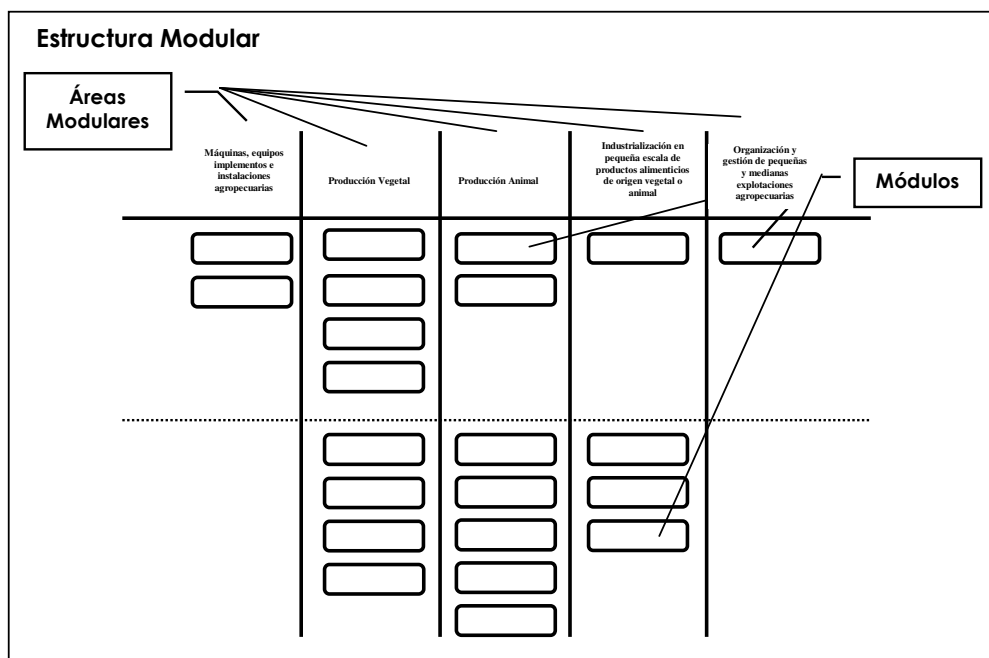 Estructura Modular
Áreas
Modulares
Máquinas, equipos
implementos e
instalaciones
agropecuarias
Producción Vegetal
Producción Animal
Industrialización en
pequeña escala de
productos alimenticios
de origen vegetal o
animal
Organización y
gestión de pequeñas
y medianas
explotaciones
agropecuarias
Módulos